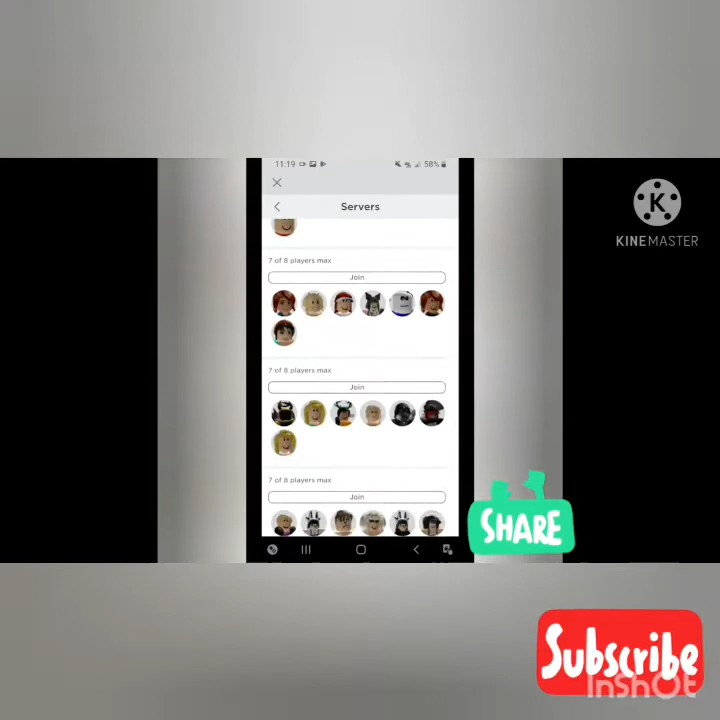 11:19
58%
Servers
KINEMASTER
7 of 8 players max
Join
7 of 8 players max
Join
7 of 8 players max
Join
SHARE
Subscribe
InShOt